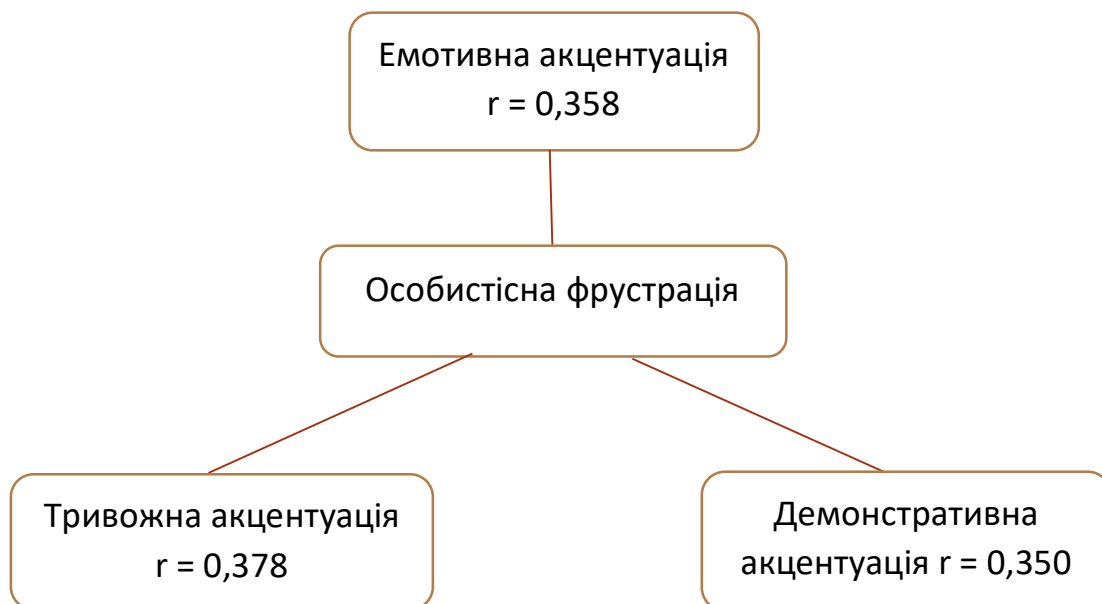 Емотивна акцентуація
r = 0,358
Особистісна фрустрація
Тривожна акцентуація
r = 0,378
Демонстративна
акцентуація r = 0,350